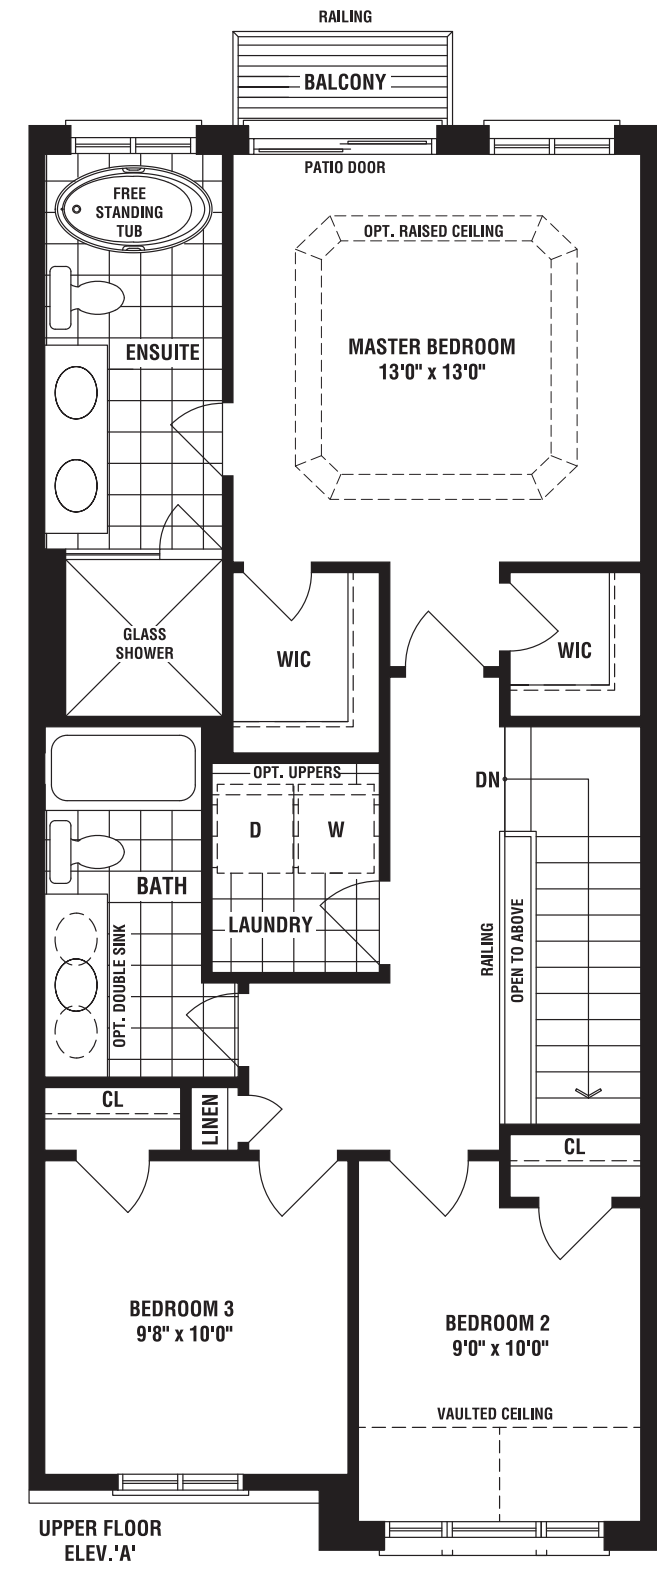 RAILING
BALCONY
PATIO DOOR
FREE
STANDING
TUB
OPT. RAISED CEILING
ENSUITE
MASTER BEDROOM
13'0" x 13'0"
GLASS
SHOWER
WIC
WIC
OPT. UPPERS
D
W
DN
BATH
LAUNDRY
OPT. DOUBLE SINK
RAILING
OPEN TO ABOVE
CL
LINEN
CL
BEDROOM 3
9'8" x 10'0"
BEDROOM 2
9'0" x 10'0"
VAULTED CEILING
UPPER FLOOR
ELEV.'A'